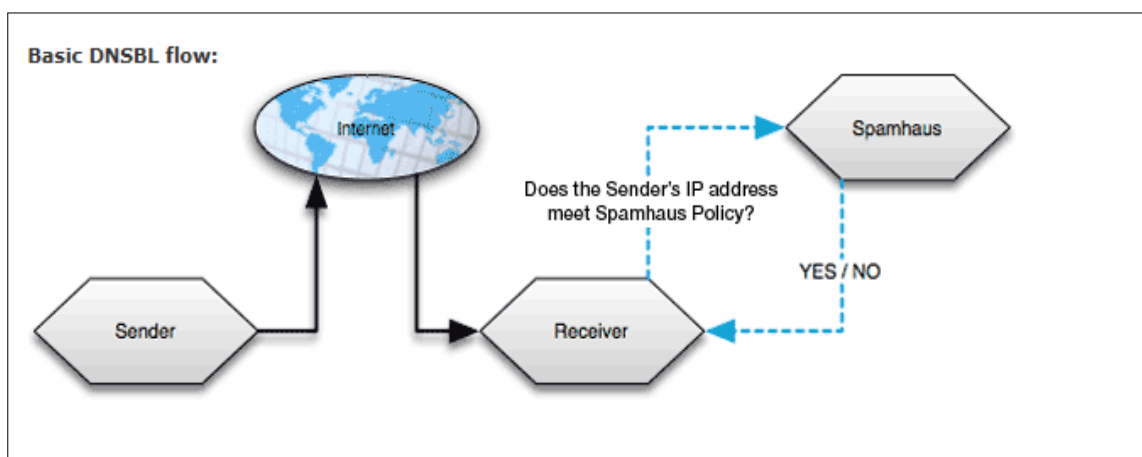 Basic DNSBL flow:
Internet
Spamhaus
Does the Sender's IP address
meet Spamhaus Policy?
YES / NO
Sender
Receiver